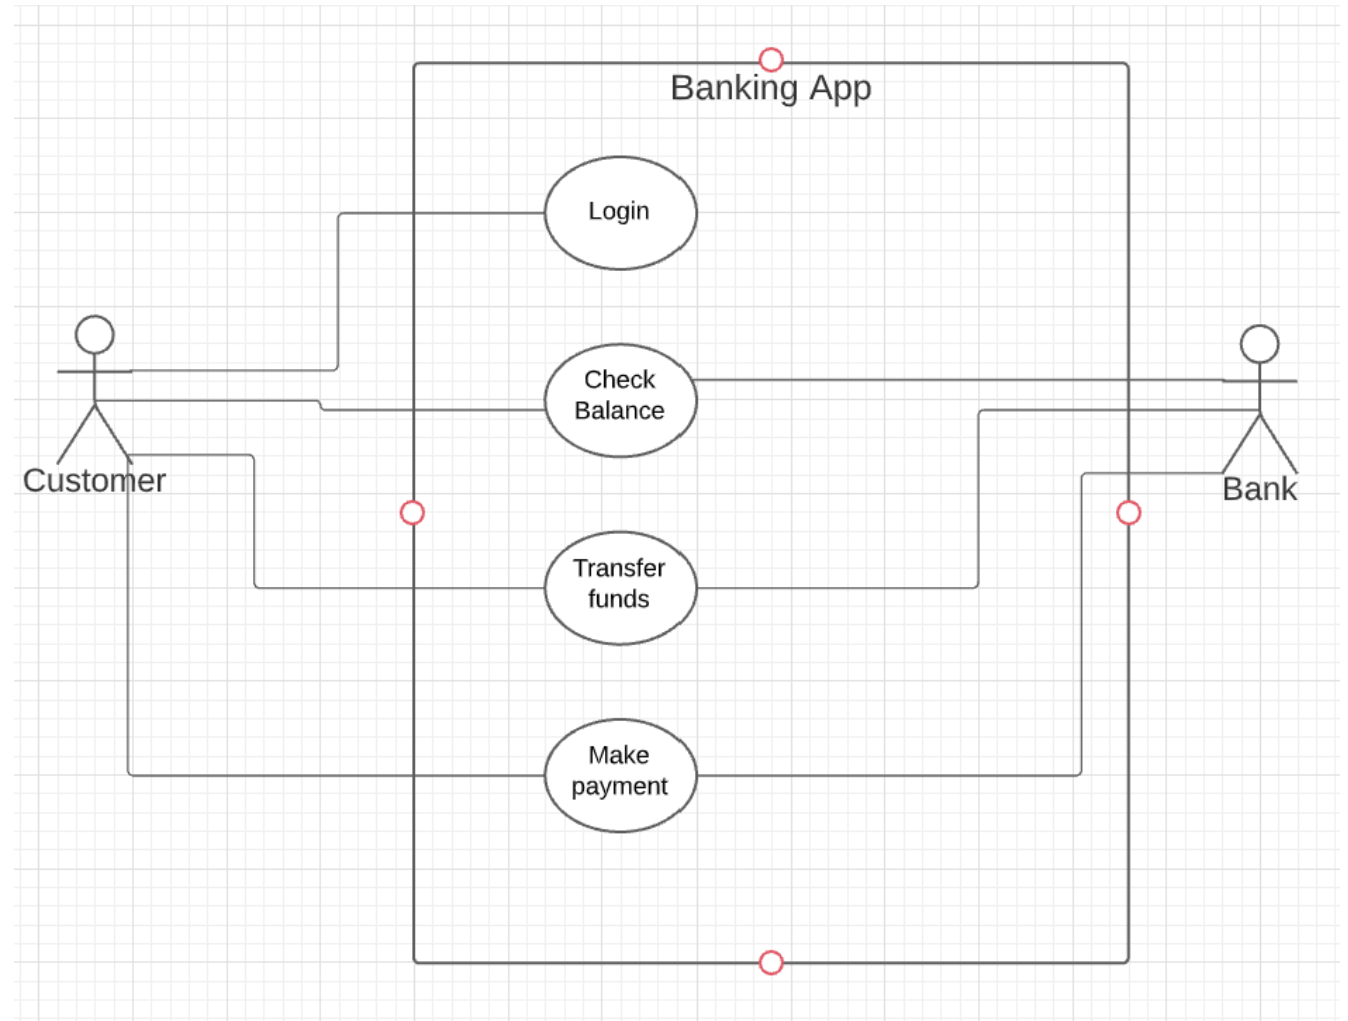 Banking App
Login
Check
Balance
Customer
Bank
Transfer
funds
Make
payment